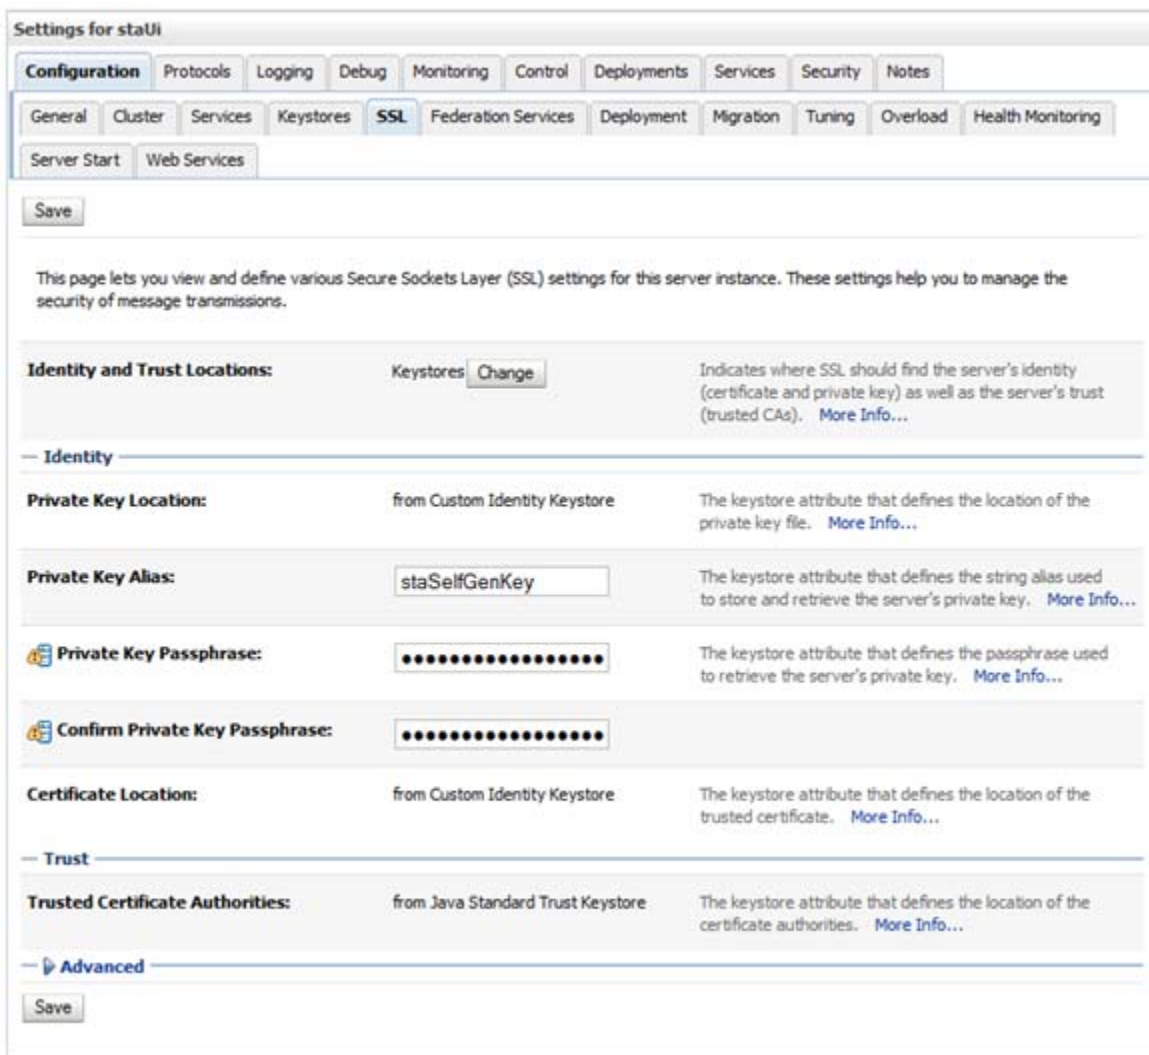 Settings for staUi
Configuration Protocols Logging Debug Monitoring Control Deployments Services Security Notes
General Cluster Services Keystores SSL Federation Services Deployment Migration Tuning Overload Health Monitoring
Server Start Web Services
Save
This page lets you view and define various Secure Sockets Layer (SSL) settings for this server instance. These settings help you to manage the
security of message transmissions.
Identity and Trust Locations: Keystores Change Indicates where SSL should find the server's identity
(certificate and private key) as well as the server's trust
(trusted CAs). More Info...
Identity
Private Key Location: from Custom Identity Keystore The keystore attribute that defines the location of the
private key file. More Info...
Private Key Alias: staSelfGenKey The keystore attribute that defines the string alias used
to store and retrieve the server's private key. More Info...
Private Key Passphrase: ●●●●●●●●●●●●●●●●● The keystore attribute that defines the passphrase used
to retrieve the server's private key. More Info...
Confirm Private Key Passphrase: ●●●●●●●●●●●●●●●●●
Certificate Location: from Custom Identity Keystore The keystore attribute that defines the location of the
trusted certificate. More Info...
Trust
Trusted Certificate Authorities: from Java Standard Trust Keystore The keystore attribute that defines the location of the
certificate authorities. More Info...
Advanced
Save